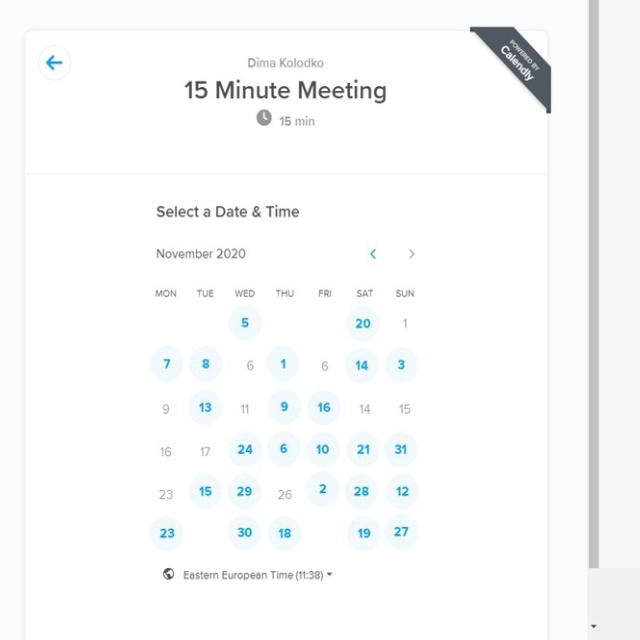 POWERED BY
Calendly
Dima Kolodko
15 Minute Meeting
15 min
Select a Date & Time
November 2020
MON TUE WED THU FRI SAT SUN
5 20 1
7 8 6 1 6 14 3
9 13 11 9 16 14 15
16 17 24 6 10 21 31
23 15 29 26 2 28 12
23 30 18 19 27
Eastern European Time (11:38)